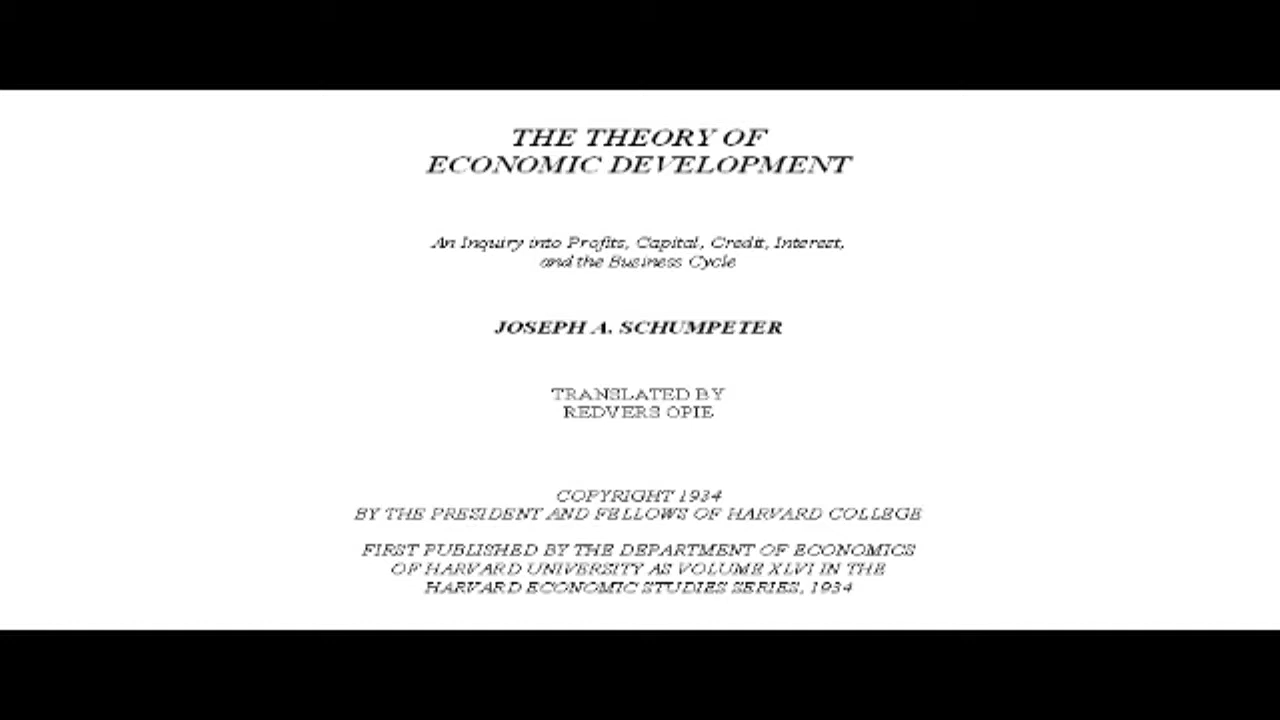 THE THEORY OF
ECONOMIC DEVELOPMENT
An Inquiry into Profits, Capital, Credit, Interest,
and the Business Cycle
JOSEPH A. SCHUMPETER
TRANSLATED BY
REDVERS OPIE
COPYRIGHT 1934
BY THE PRESIDENT AND FELLOWS OF HARVARD COLLEGE
FIRST PUBLISHED BY THE DEPARTMENT OF ECONOMICS
OF HARVARD UNIVERSITY AS VOLUME XLVI IN THE
HARVARD ECONOMIC STUDIES SERIES, 1934